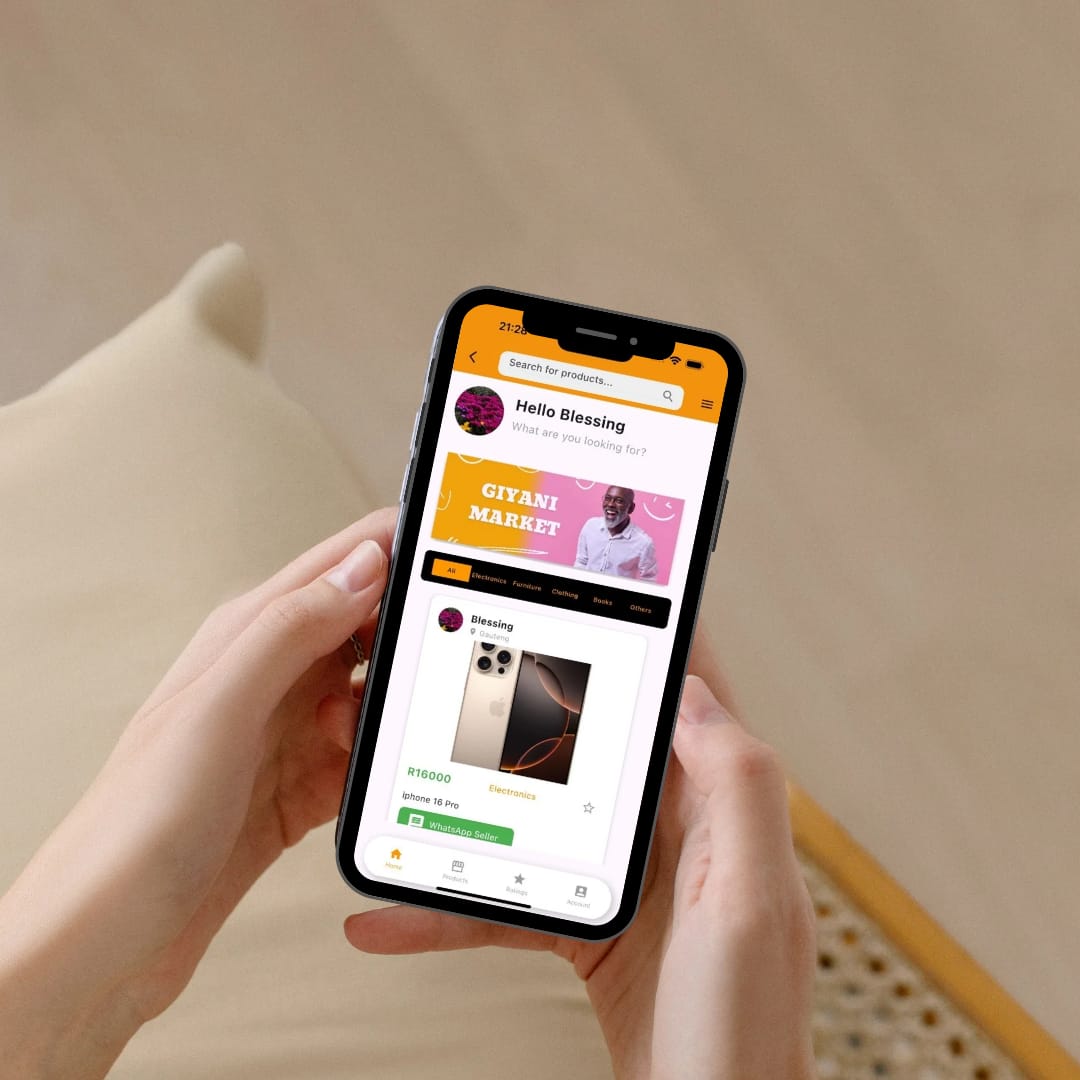 21:28
Search for products...
Hello Blessing
What are you looking for?
GIYANI
MARKET
All Electronics Furniture Clothing Books Others
Blessing
Gauteng
R16000
Electronics
iphone 16 Pro
WhatsApp Seller
Home Products Ratings Account